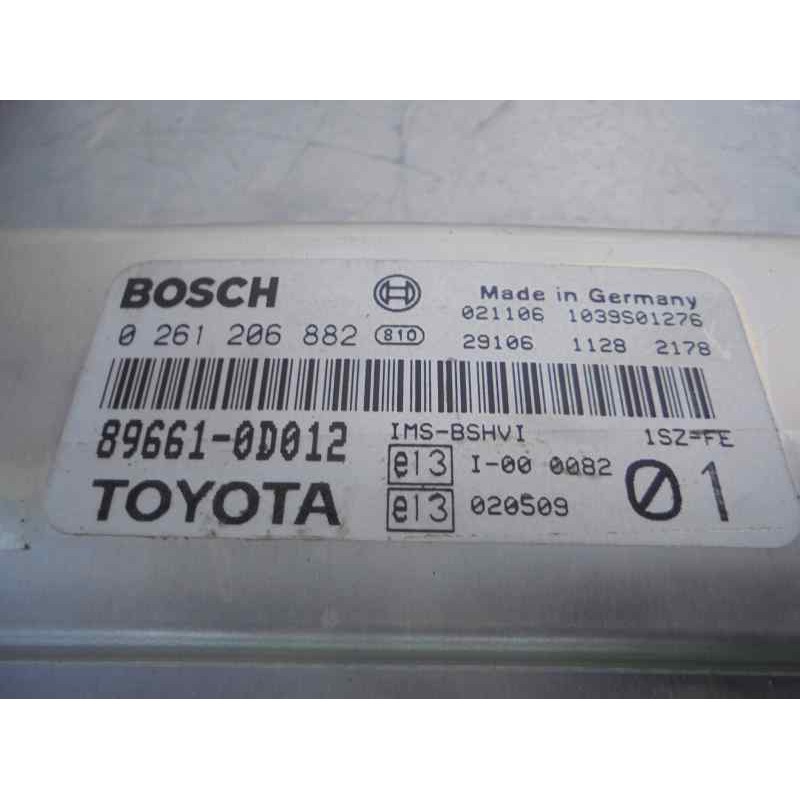 BOSCH Made in Germany
021106 1039S01276
0 261 206 882 810 29106 1128 2178
89661-0D012 IMS-BSHVI 1SZ-FE
e13 I-00 0082
TOYOTA e13 020509 01